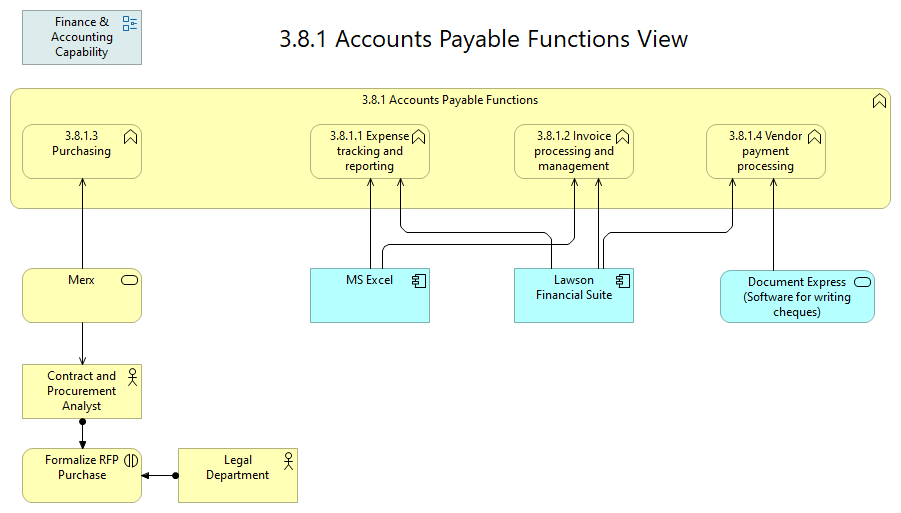 Finance &
Accounting
Capability
3.8.1 Accounts Payable Functions View
3.8.1 Accounts Payable Functions
3.8.1.3
Purchasing
3.8.1.1 Expense
tracking and
reporting
3.8.1.2 Invoice
processing and
management
3.8.1.4 Vendor
payment
processing
Merx
MS Excel
Lawson
Financial Suite
Document Express
(Software for writing
cheques)
Contract and
Procurement
Analyst
Formalize RFP
Purchase
Legal
Department